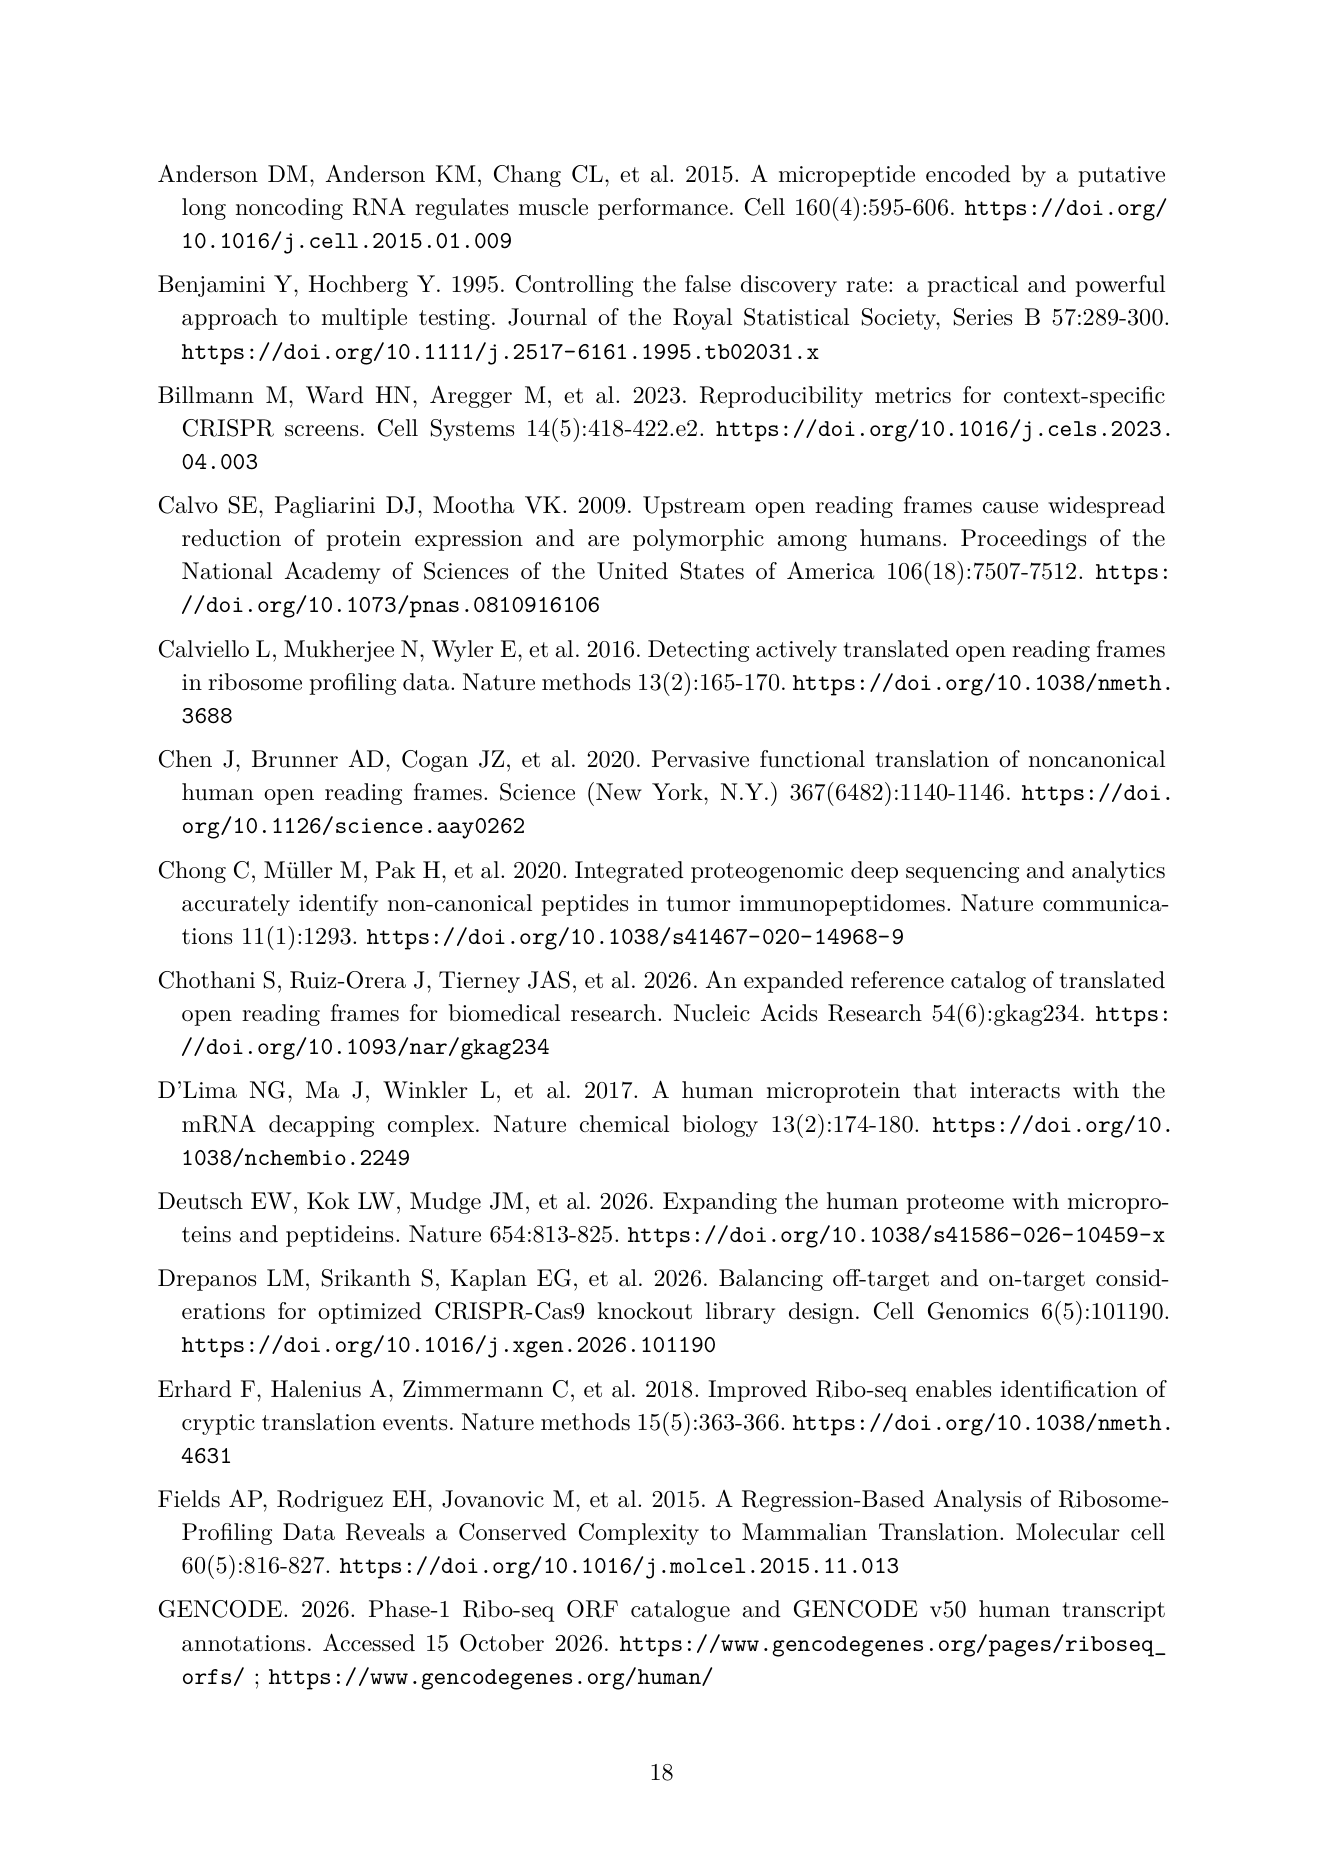 Anderson DM, Anderson KM, Chang CL, et al. 2015. A micropeptide encoded by a putative
long noncoding RNA regulates muscle performance. Cell 160(4):595-606. https://doi.org/
10.1016/j.cell.2015.01.009
Benjamini Y, Hochberg Y. 1995. Controlling the false discovery rate: a practical and powerful
approach to multiple testing. Journal of the Royal Statistical Society, Series B 57:289-300.
https://doi.org/10.1111/j.2517-6161.1995.tb02031.x
Billmann M, Ward HN, Aregger M, et al. 2023. Reproducibility metrics for context-specific
CRISPR screens. Cell Systems 14(5):418-422.e2. https://doi.org/10.1016/j.cels.2023.
04.003
Calvo SE, Pagliarini DJ, Mootha VK. 2009. Upstream open reading frames cause widespread
reduction of protein expression and are polymorphic among humans. Proceedings of the
National Academy of Sciences of the United States of America 106(18):7507-7512. https:
//doi.org/10.1073/pnas.0810916106
Calviello L, Mukherjee N, Wyler E, et al. 2016. Detecting actively translated open reading frames
in ribosome profiling data. Nature methods 13(2):165-170. https://doi.org/10.1038/nmeth.
3688
Chen J, Brunner AD, Cogan JZ, et al. 2020. Pervasive functional translation of noncanonical
human open reading frames. Science (New York, N.Y.) 367(6482):1140-1146. https://doi.
org/10.1126/science.aay0262
Chong C, Müller M, Pak H, et al. 2020. Integrated proteogenomic deep sequencing and analytics
accurately identify non-canonical peptides in tumor immunopeptidomes. Nature communica-
tions 11(1):1293. https://doi.org/10.1038/s41467-020-14968-9
Chothani S, Ruiz-Orera J, Tierney JAS, et al. 2026. An expanded reference catalog of translated
open reading frames for biomedical research. Nucleic Acids Research 54(6):gkag234. https:
//doi.org/10.1093/nar/gkag234
D'Lima NG, Ma J, Winkler L, et al. 2017. A human microprotein that interacts with the
mRNA decapping complex. Nature chemical biology 13(2):174-180. https://doi.org/10.
1038/nchembio.2249
Deutsch EW, Kok LW, Mudge JM, et al. 2026. Expanding the human proteome with micropro-
teins and peptideins. Nature 654:813-825. https://doi.org/10.1038/s41586-026-10459-x
Drepanos LM, Srikanth S, Kaplan EG, et al. 2026. Balancing off-target and on-target consid-
erations for optimized CRISPR-Cas9 knockout library design. Cell Genomics 6(5):101190.
https://doi.org/10.1016/j.xgen.2026.101190
Erhard F, Halenius A, Zimmermann C, et al. 2018. Improved Ribo-seq enables identification of
cryptic translation events. Nature methods 15(5):363-366. https://doi.org/10.1038/nmeth.
4631
Fields AP, Rodriguez EH, Jovanovic M, et al. 2015. A Regression-Based Analysis of Ribosome-
Profiling Data Reveals a Conserved Complexity to Mammalian Translation. Molecular cell
60(5):816-827. https://doi.org/10.1016/j.molcel.2015.11.013
GENCODE. 2026. Phase-1 Ribo-seq ORF catalogue and GENCODE v50 human transcript
annotations. Accessed 15 October 2026. https://www.gencodegenes.org/pages/riboseq_
orfs/ ; https://www.gencodegenes.org/human/
18